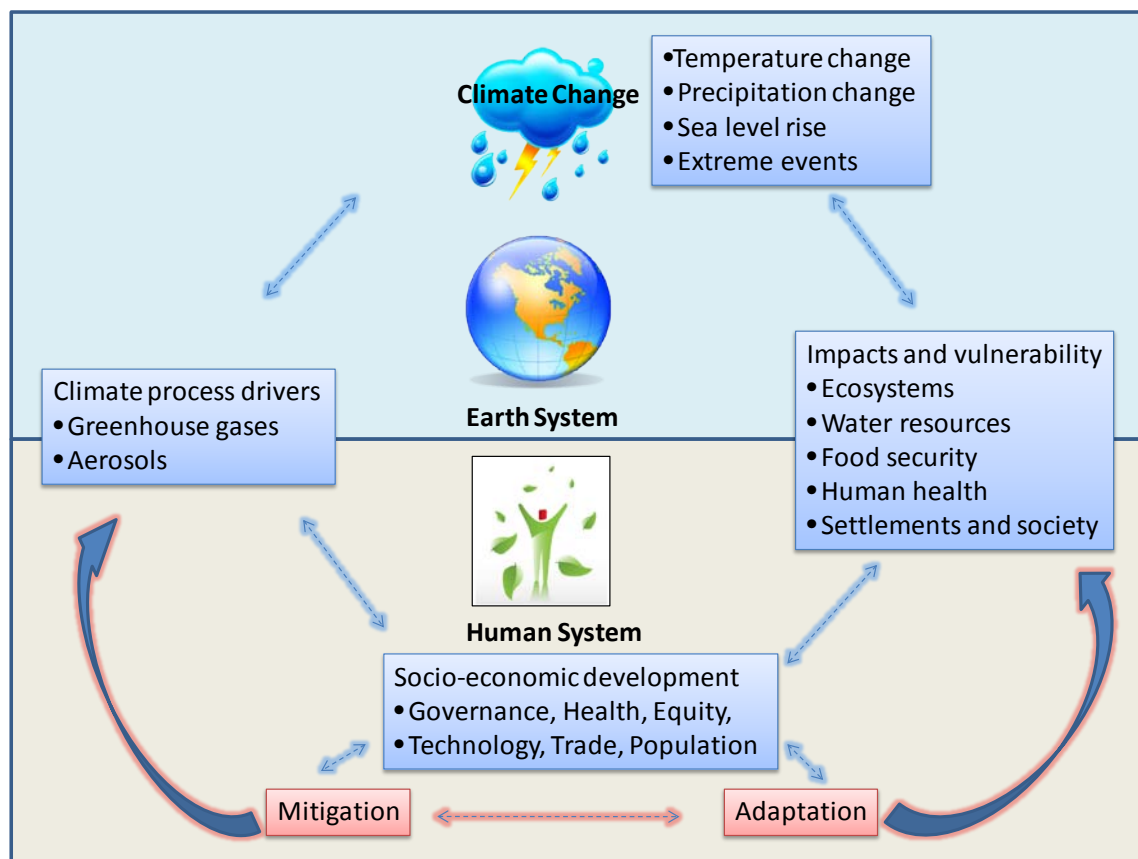 Climate Change
•Temperature change
•Precipitation change
•Sea level rise
•Extreme events
Earth System
Climate process drivers
•Greenhouse gases
•Aerosols
Impacts and vulnerability
•Ecosystems
•Water resources
•Food security
•Human health
•Settlements and society
Human System
Socio-economic development
•Governance, Health, Equity,
•Technology, Trade, Population
Mitigation
Adaptation